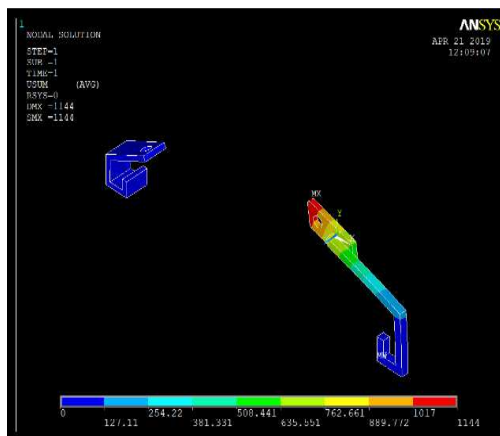 1
NODAL SOLUTION
STEP=1
SUB =1
TIME=1
USUM (AVG)
RSYS=0
DMX =1144
SMX =1144
ANSYS
APR 21 2019
12:09:07
MX
Y
MN
0 254.22 508.441 762.661 1017
127.11 381.331 635.551 889.772 1144